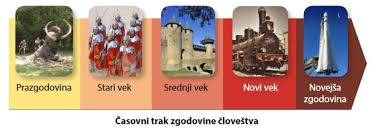 Prazgodovina
Stari vek
Srednji vek
Novi vek
Novejša
zgodovina
Časovni trak zgodovine človeštva